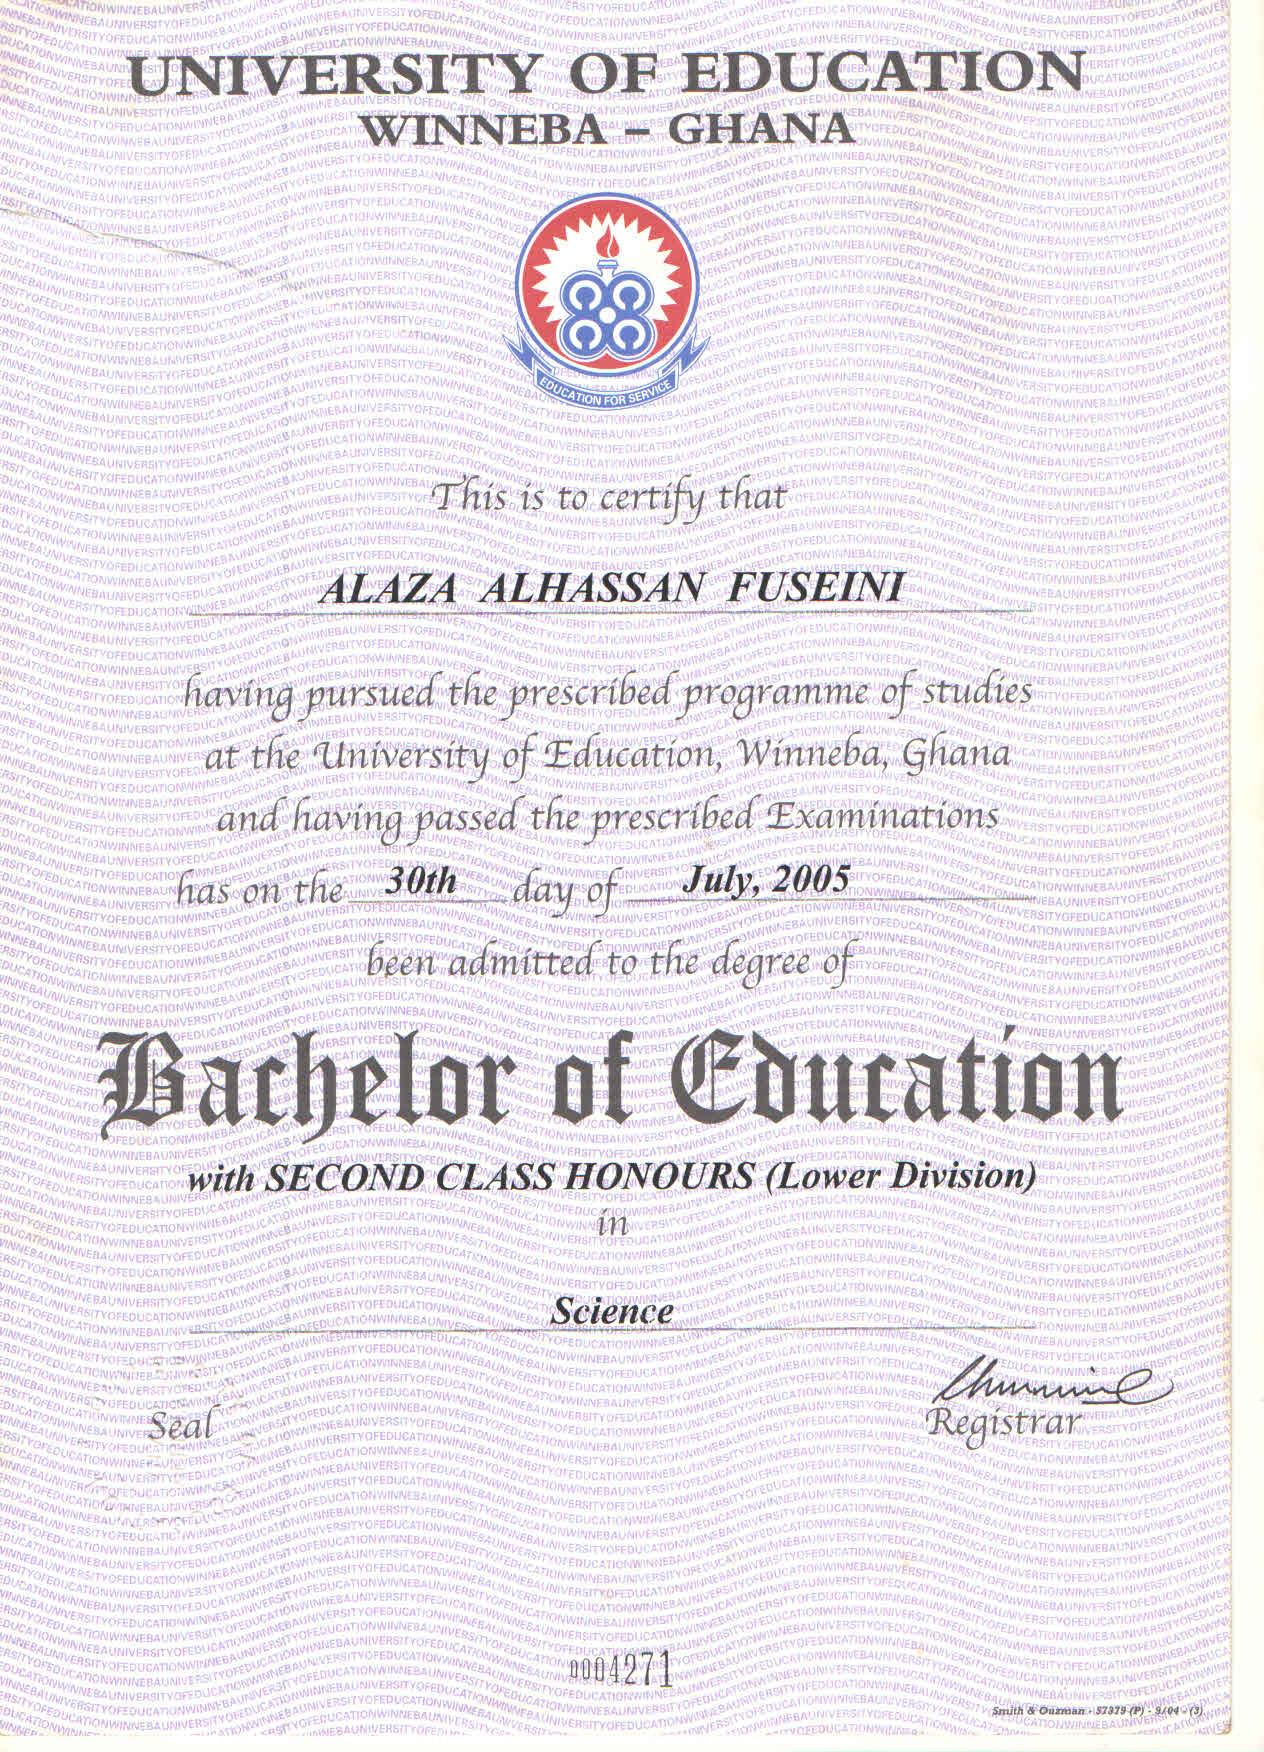 UNIVERSITY OF EDUCATION
WINNEBA – GHANA
EDUCATION FOR SERVICE
This is to certify that
ALAZA ALHASSAN FUSEINI
having pursued the prescribed programme of studies
at the University of Education, Winneba, Ghana
and having passed the prescribed Examinations
has on the 30th day of July, 2005
been admitted to the degree of
Bachelor of Education
with SECOND CLASS HONOURS (Lower Division)
in
Science
Seal
Registrar
0004271
Smith & Ouzman - 57379 (P) - 9/04 - (3)